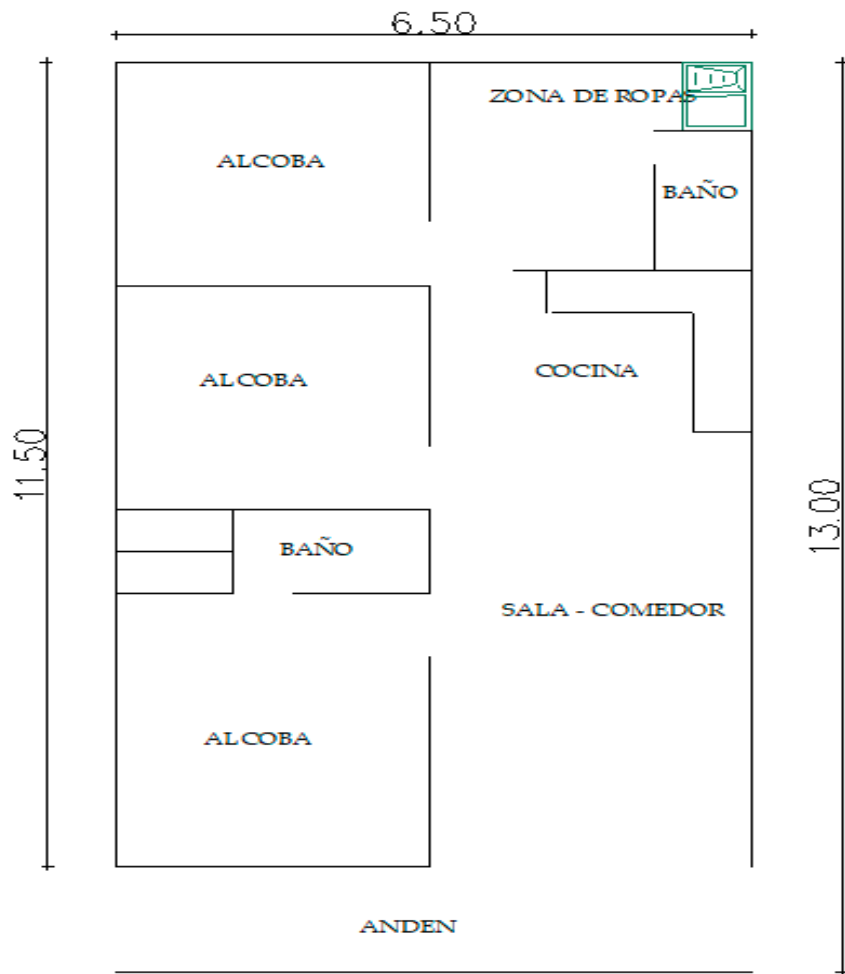 6.50
ZONA DE ROPAS
ALCOBA
BAÑO
ALCOBA
COCINA
11.50
13.00
BAÑO
SALA - COMEDOR
ALCOBA
ANDEN